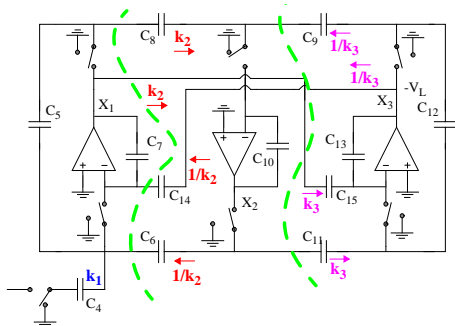 C8
k2
C9
1/k3
1/k3
-VL
k2
X1
X3
C5
C12
C7
C10
C13
1/k2
C14
k3
C15
X2
C6
C11
k1
1/k2
k3
C4
+ -
- +
+ -